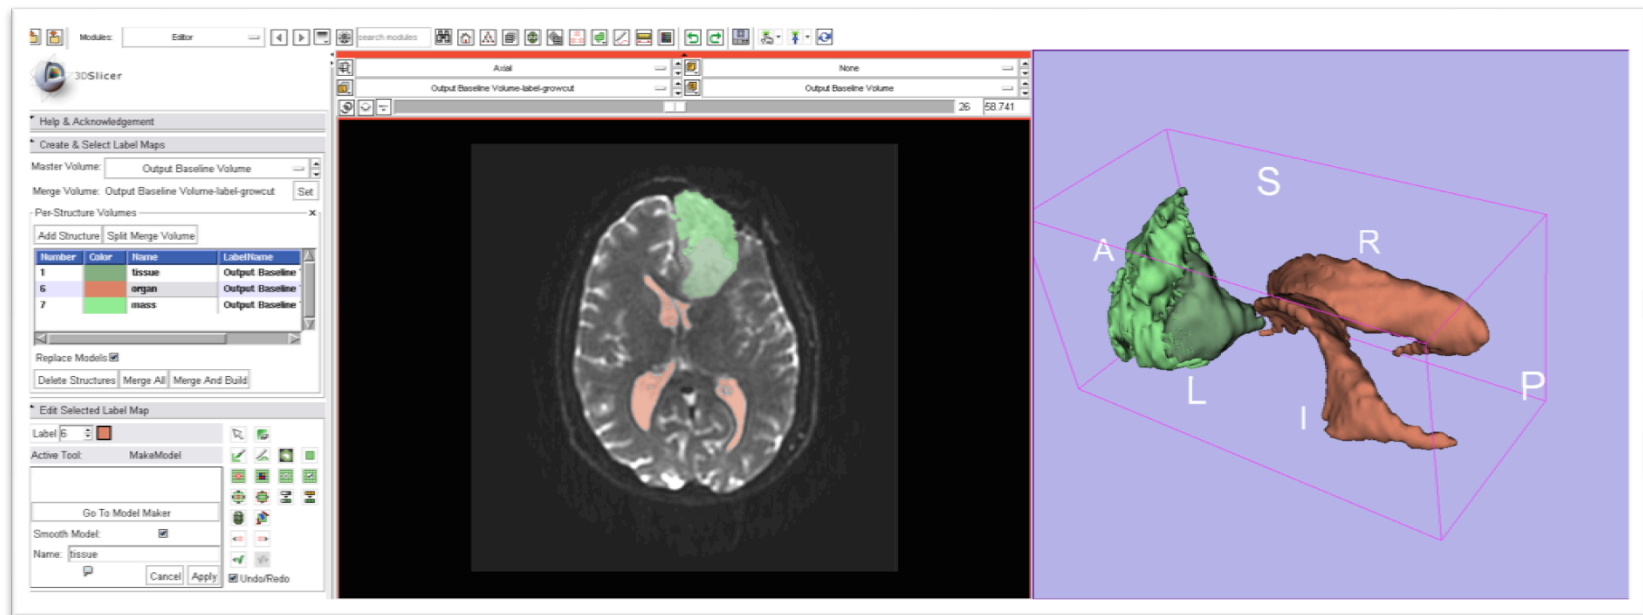 Modules:
Editor
search modules
3DSlicer
Help & Acknowledgement
Create & Select Label Maps
Master Volume:
Output Baseline Volume
Merge Volume: Output Baseline Volume-label-growcut
Set
Per-Structure Volumes
Add Structure
Split Merge Volume
Number Color Name LabelName
1 tissue Output Baseline
6 organ Output Baseline
7 mass Output Baseline
Replace Models
Delete Structures
Merge All
Merge And Build
Edit Selected Label Map
Label 6
Active Tool: MakeModel
Go To Model Maker
Smooth Model:
Name: tissue
Cancel
Apply
Undo/Redo
Axial
None
Output Baseline Volume-label-growcut
Output Baseline Volume
26 58.741
S
A
R
L
I
P